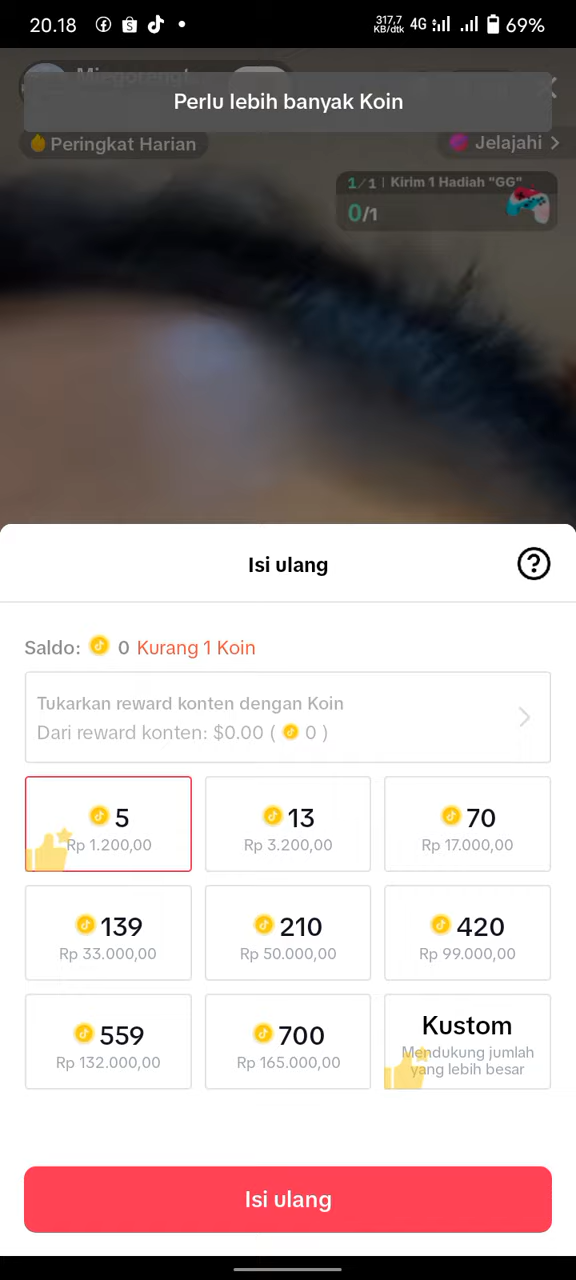 20.18
317,7
KB/dtk
4G
69%
Perlu lebih banyak Koin
Peringkat Harian
Jelajahi
1/1 | Kirim 1 Hadiah "GG"
0/1
Isi ulang
Saldo: 0 Kurang 1 Koin
Tukarkan reward konten dengan Koin
Dari reward konten: $0.00 ( 0 )
5
Rp 1.200,00
13
Rp 3.200,00
70
Rp 17.000,00
139
Rp 33.000,00
210
Rp 50.000,00
420
Rp 99.000,00
559
Rp 132.000,00
700
Rp 165.000,00
Kustom
Mendukung jumlah
yang lebih besar
Isi ulang